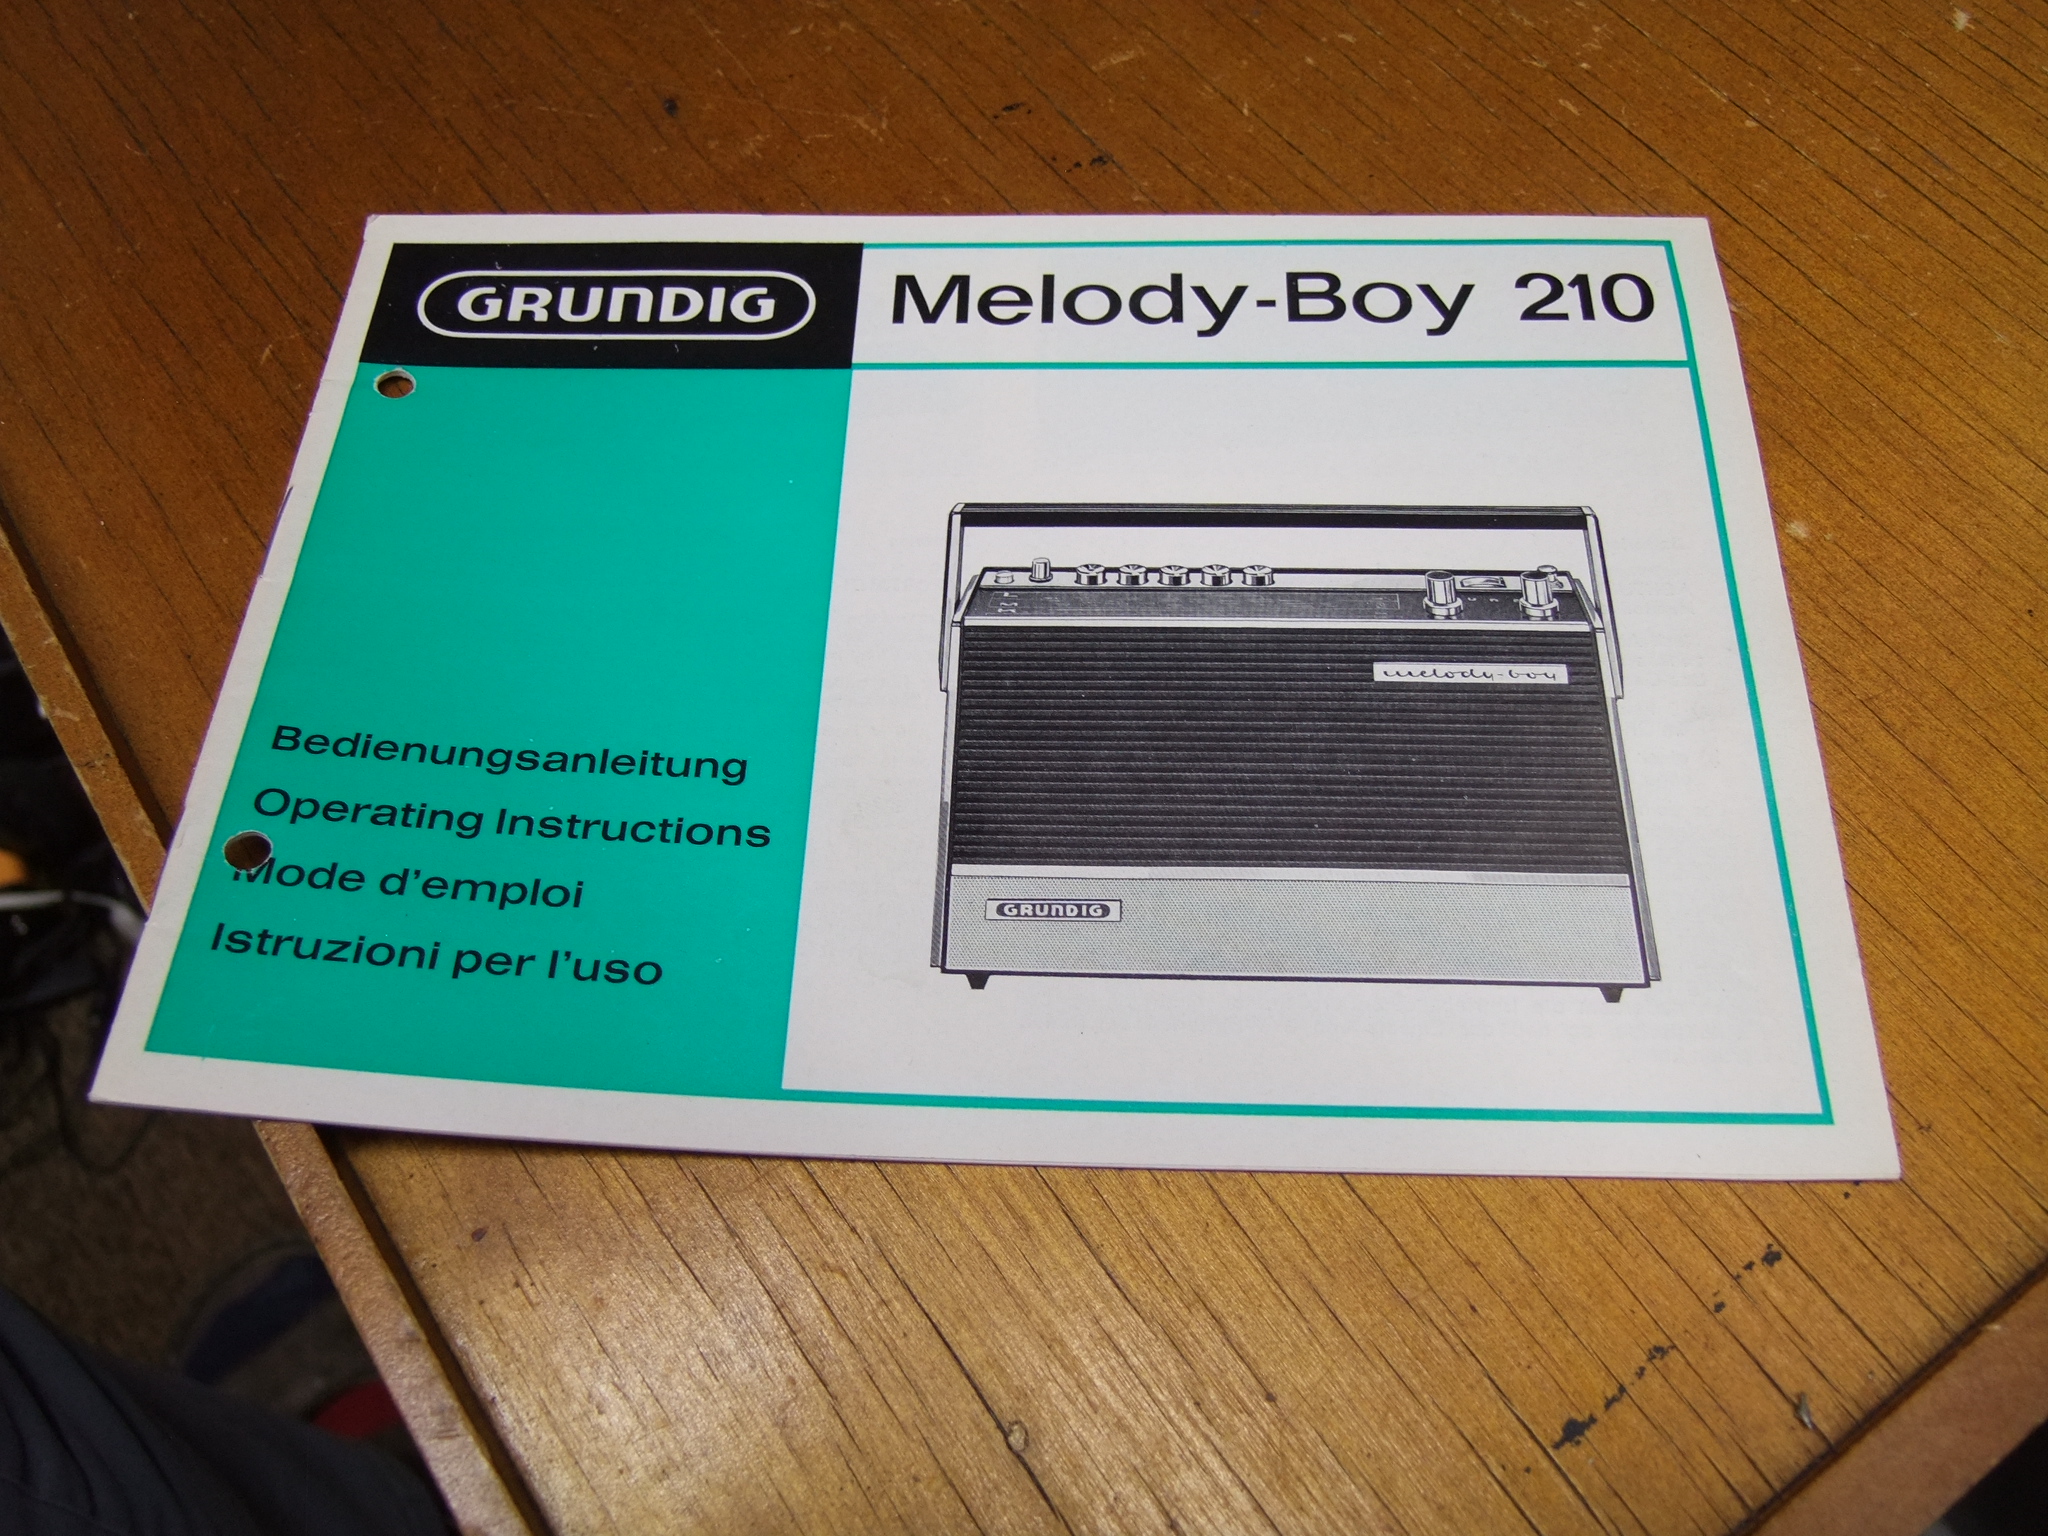 GRUNDIG
Melody-Boy 210
Bedienungsanleitung
Operating Instructions
Mode d'emploi
Istruzioni per l'uso
melody-boy
GRUNDIG